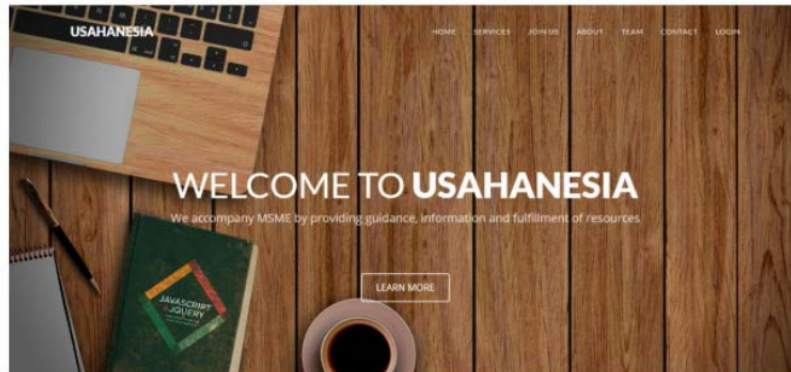 USAHANESIA
HOME SERVICES JOIN US ABOUT TEAM CONTACT LOGIN
WELCOME TO USAHANESIA
We accompany MSME by providing guidance, information and fulfillment of resources
LEARN MORE
JAVASCRIPT
& JQUERY